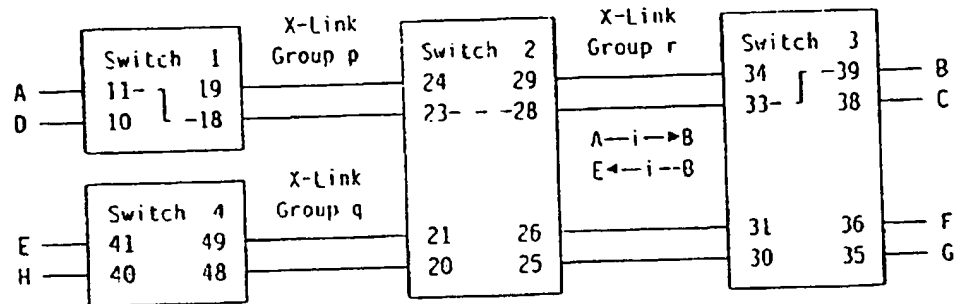 X-Link
Group p
X-Link
Group r
Switch 1
11- 19
10 -18
A
D
Switch 2
24 29
23- - -28
21 26
20 25
Switch 3
34 -39
33- 38
31 36
30 35
B
C
F
G
A—i—►B
E◄—i--B
X-Link
Group q
Switch 4
41 49
40 48
E
H